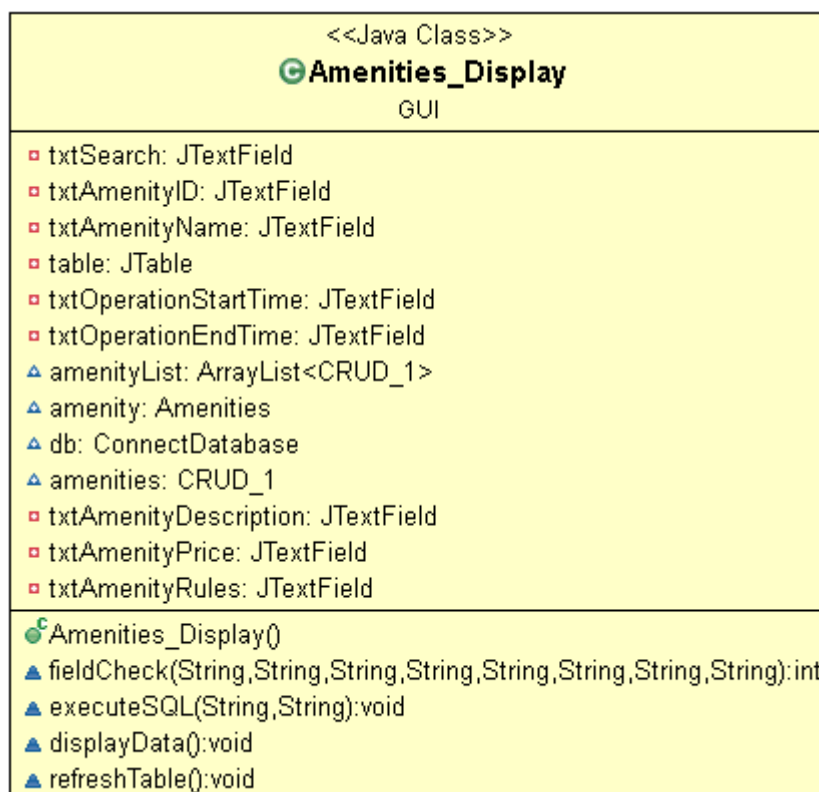 <<Java Class>>
Amenities_Display
GUI
txtSearch: JTextField
txtAmenityID: JTextField
txtAmenityName: JTextField
table: JTable
txtOperationStartTime: JTextField
txtOperationEndTime: JTextField
amenityList: ArrayList<CRUD_1>
amenity: Amenities
db: ConnectDatabase
amenities: CRUD_1
txtAmenityDescription: JTextField
txtAmenityPrice: JTextField
txtAmenityRules: JTextField
Amenities_Display()
fieldCheck(String,String,String,String,String,String,String,String):int
executeSQL(String,String):void
displayData():void
refreshTable():void